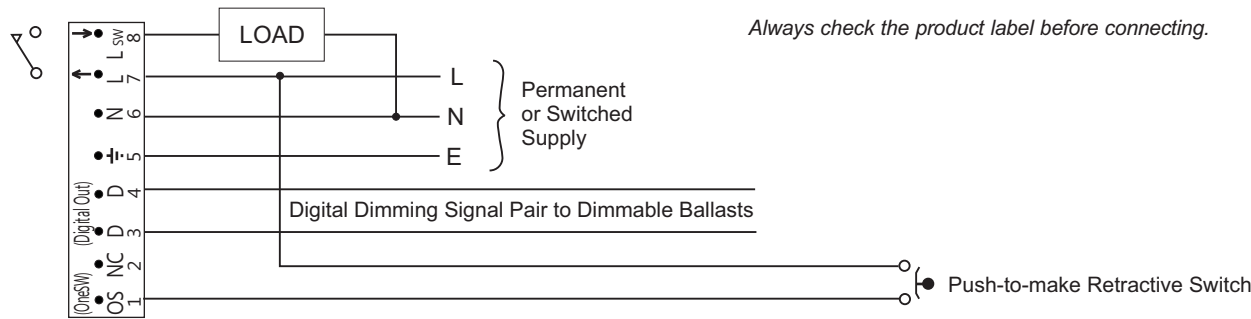 Always check the product label before connecting.
L SW 8
LOAD
L 7
L
N 6
N
5
E
Permanent
or Switched
Supply
(Digital Out)
D 4
D 3
Digital Dimming Signal Pair to Dimmable Ballasts
NC 2
(OneSW)
OS 1
Push-to-make Retractive Switch